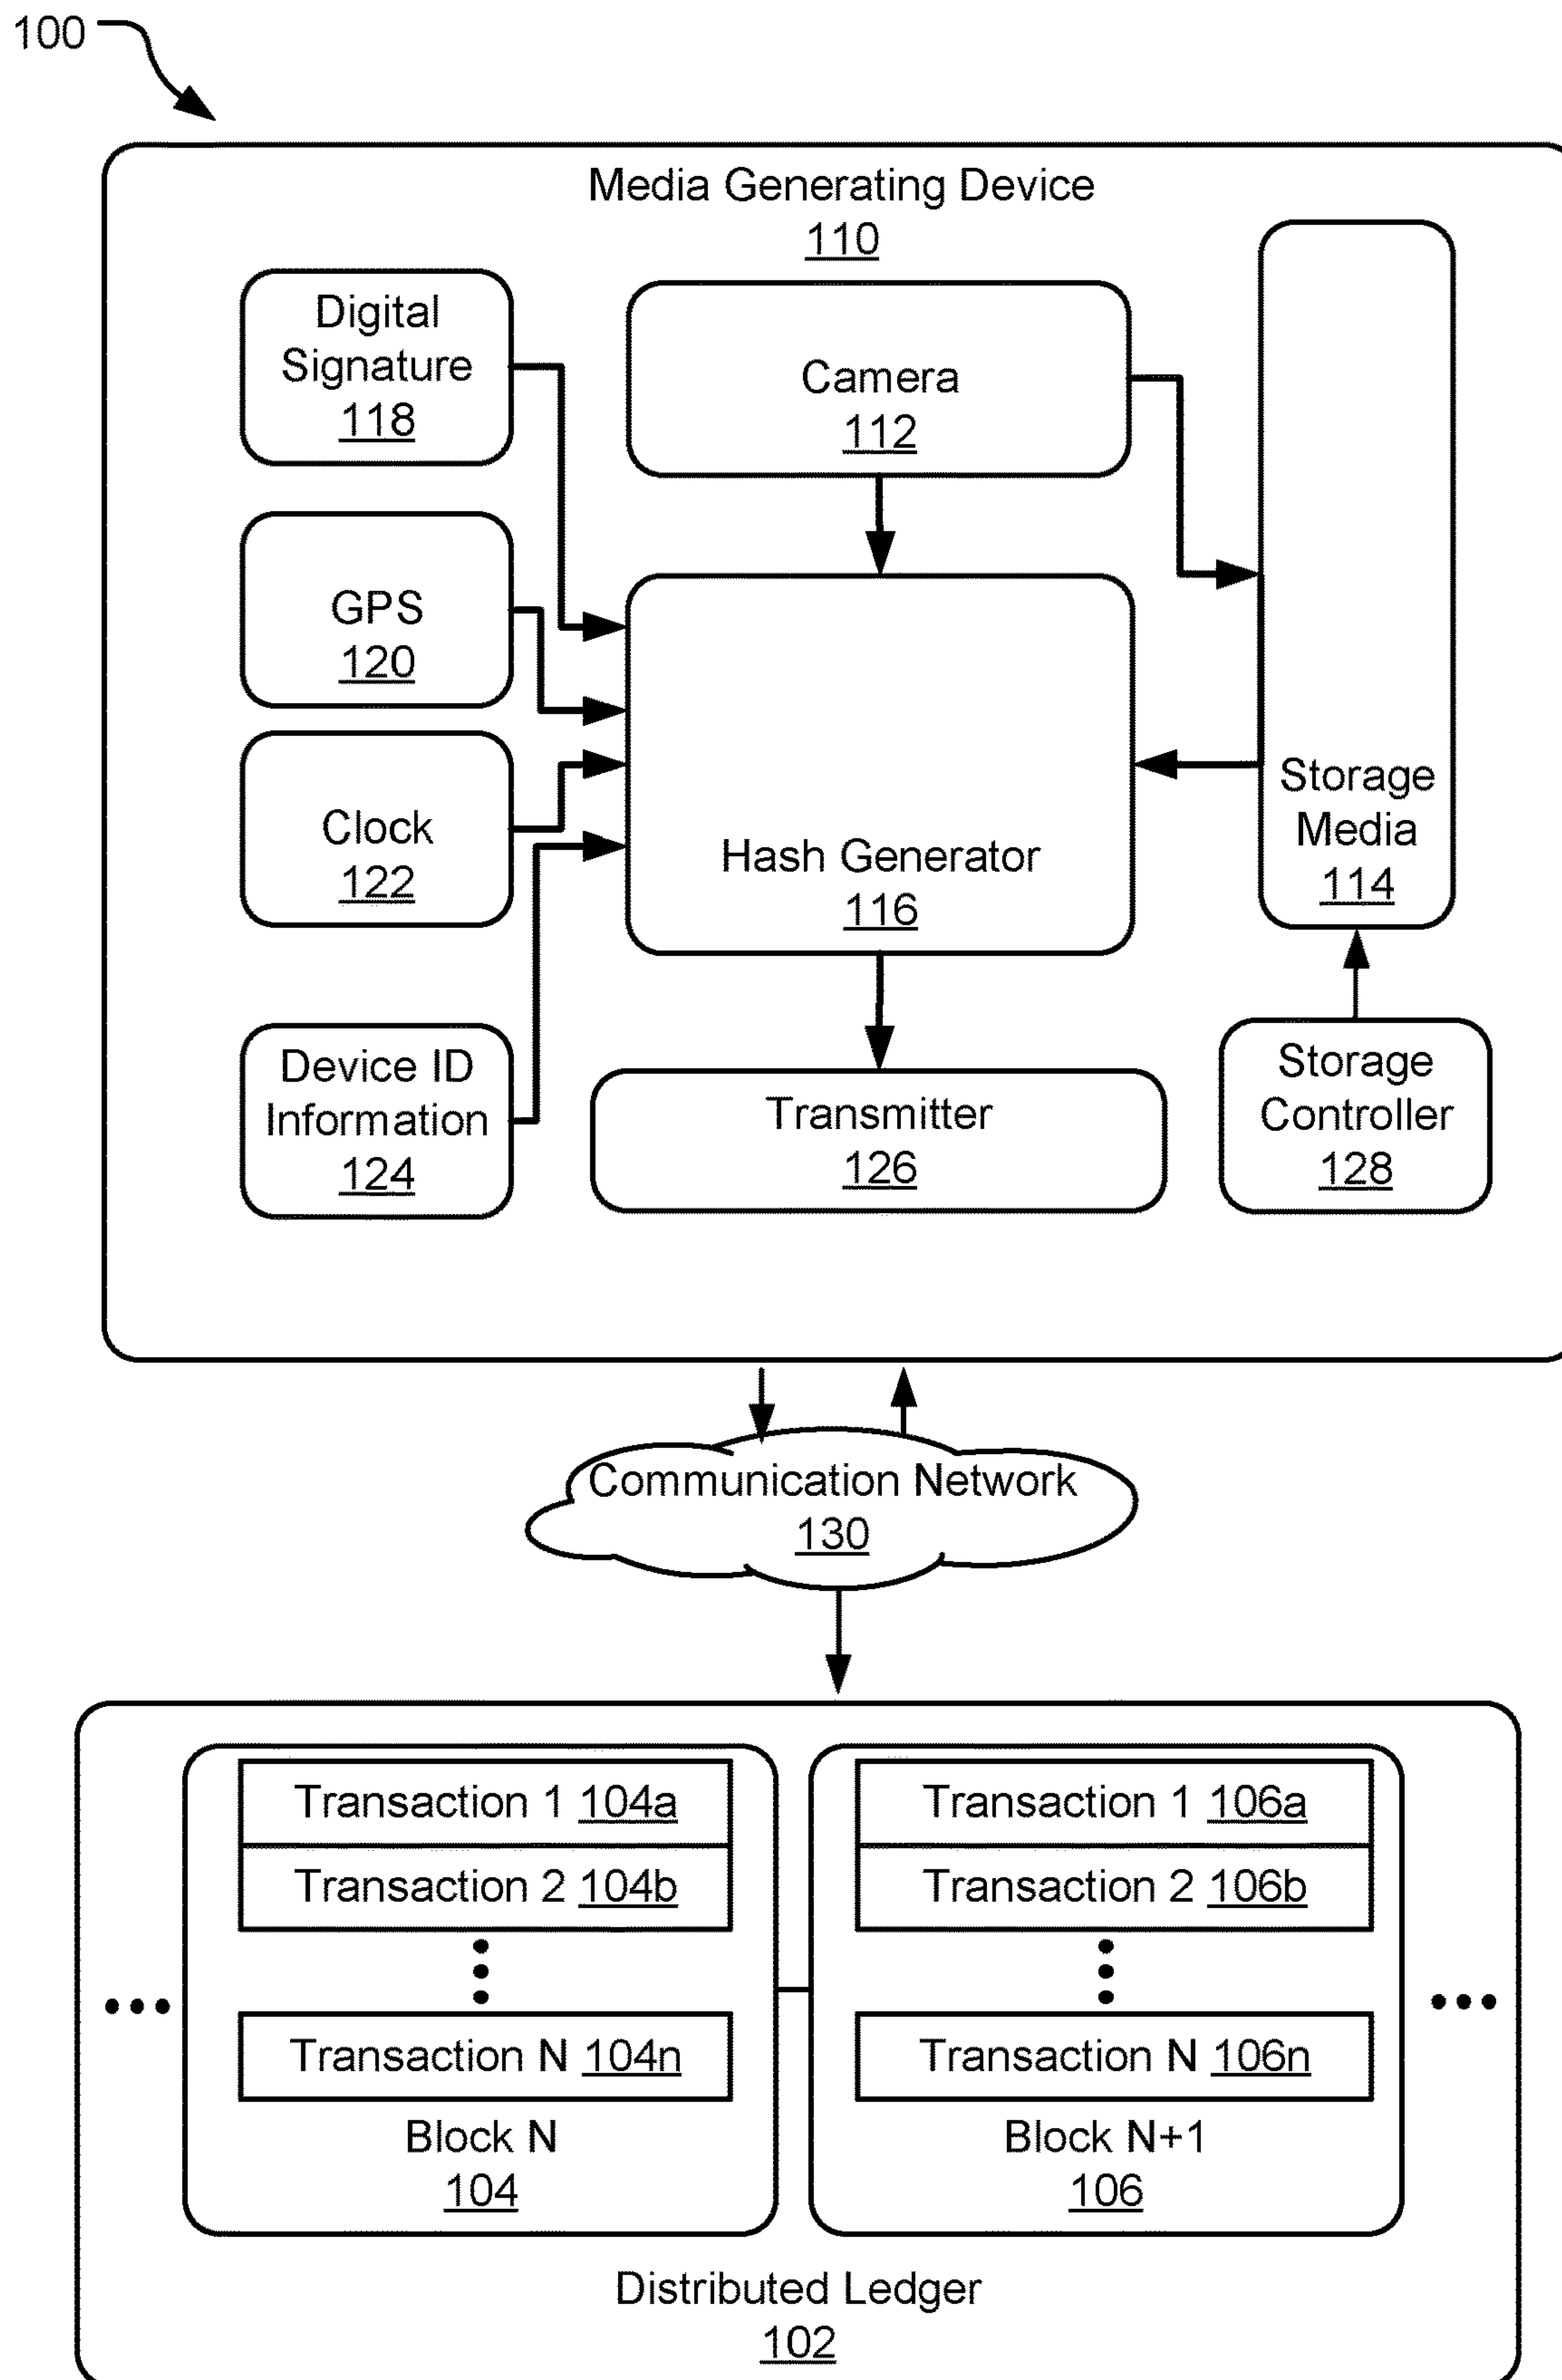 100
Media Generating Device
110
Digital
Signature
118
Camera
112
GPS
120
Clock
122
Hash Generator
116
Storage
Media
114
Device ID
Information
124
Transmitter
126
Storage
Controller
128
Communication Network
130
Transaction 1 104a
Transaction 2 104b
Transaction N 104n
Block N
104
Transaction 1 106a
Transaction 2 106b
Transaction N 106n
Block N+1
106
Distributed Ledger
102